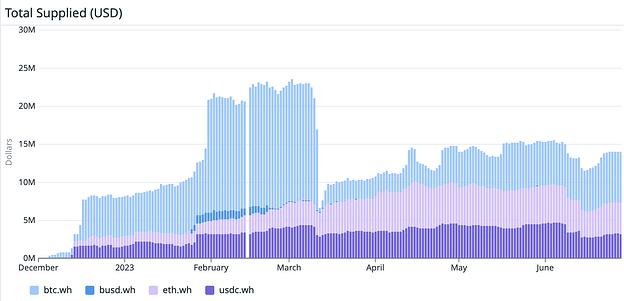 Total Supplied (USD)
30M
25M
20M
15M
10M
5M
0M
Dollars
December 2023 February March April May June
btc.wh busd.wh eth.wh usdc.wh